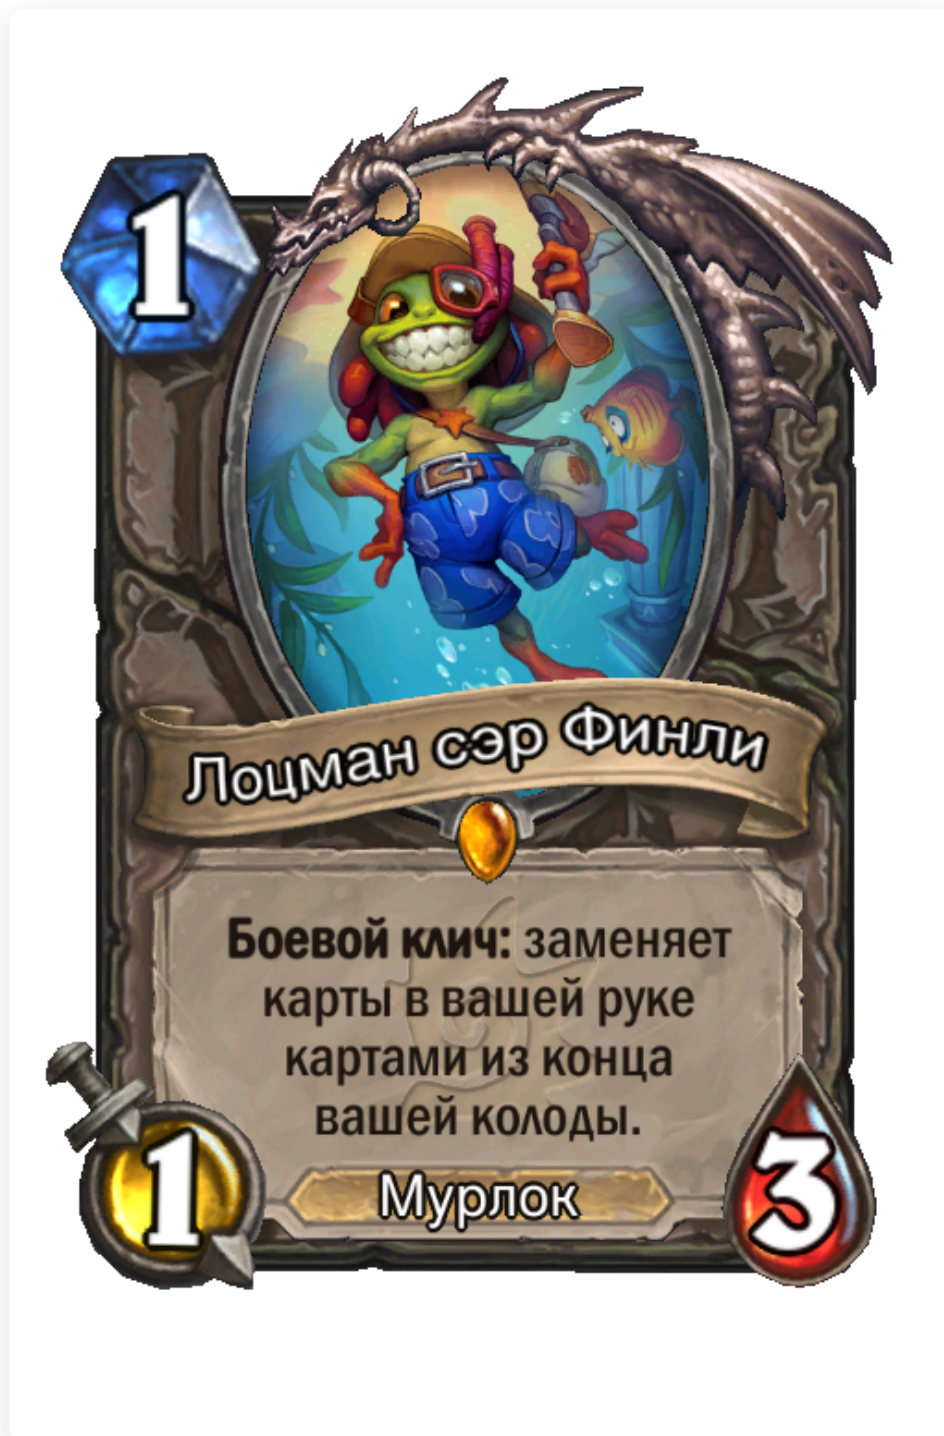 1
Лоцман сэр Финли
Боевой клич: заменяет
карты в вашей руке
картами из конца
вашей колоды.
1
Мурлок
3